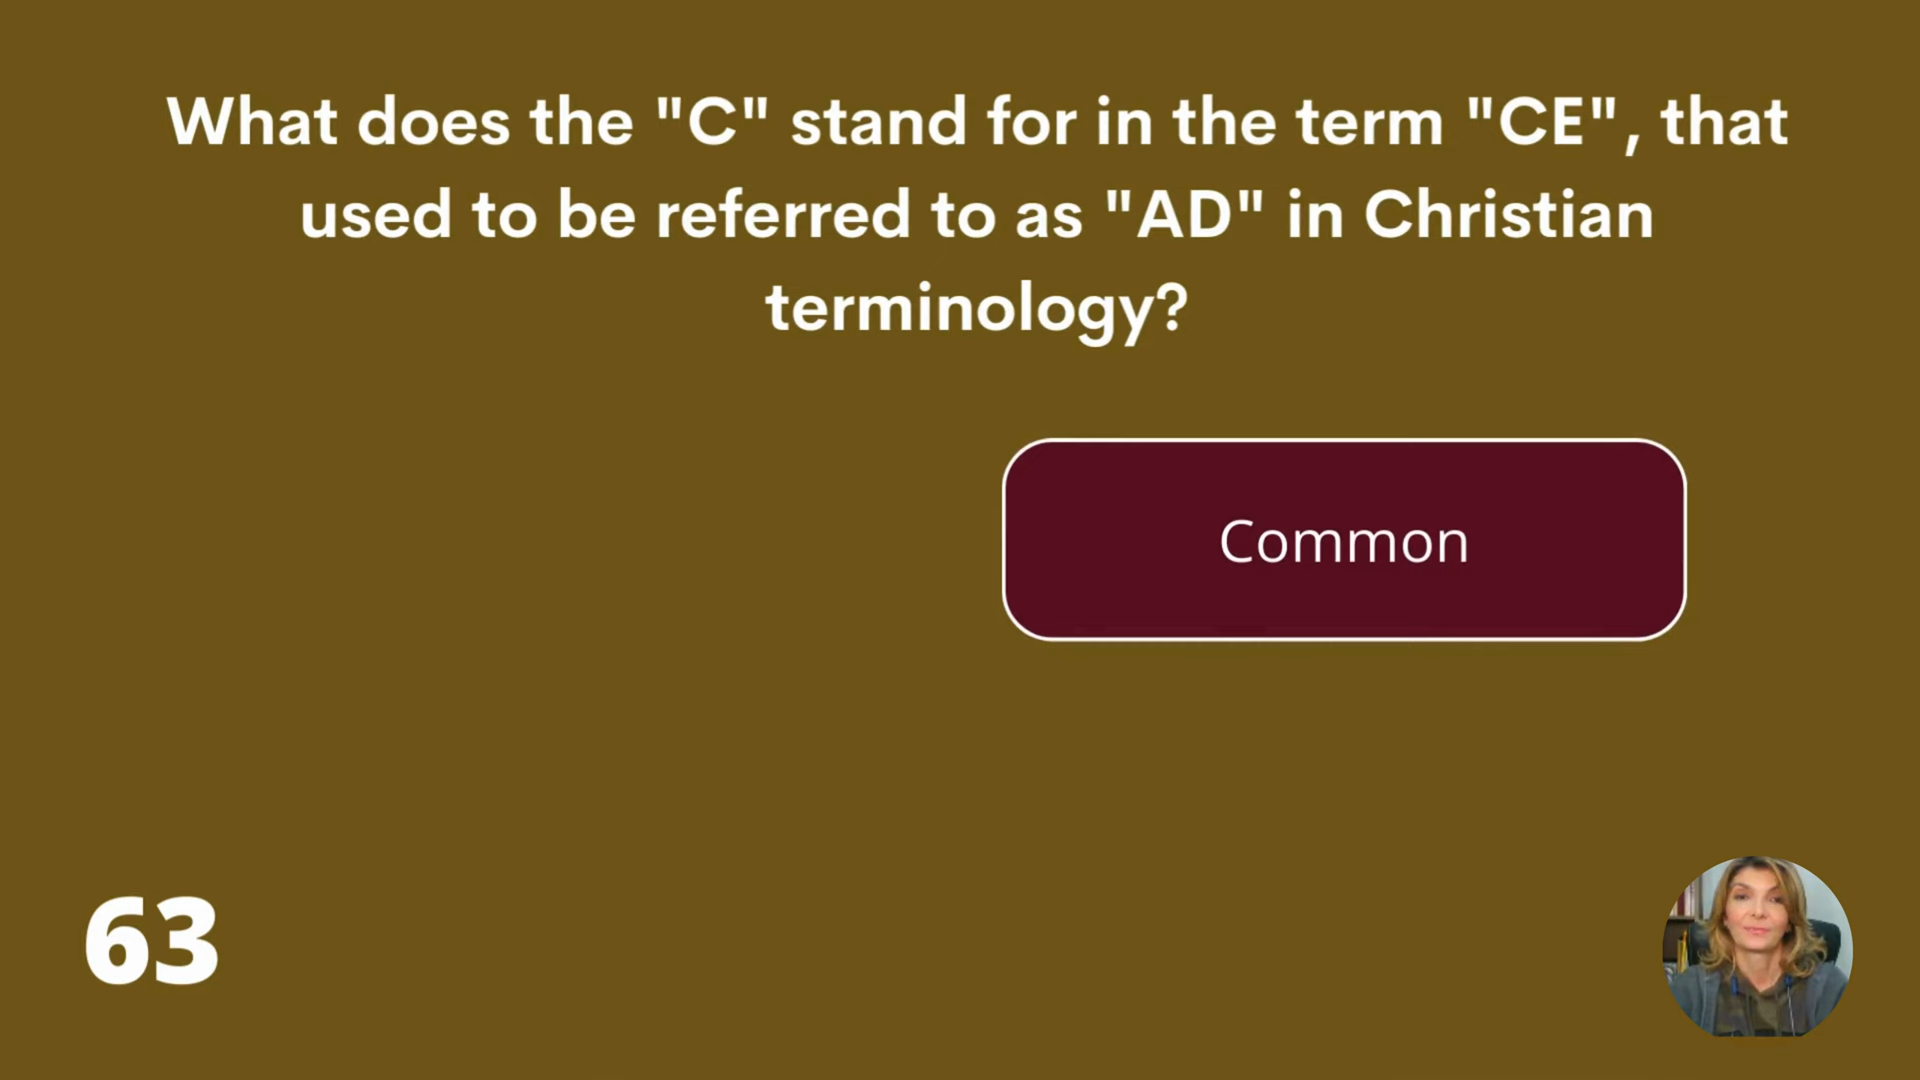 What does the "C" stand for in the term "CE", that
used to be referred to as "AD" in Christian
terminology?
Common
63